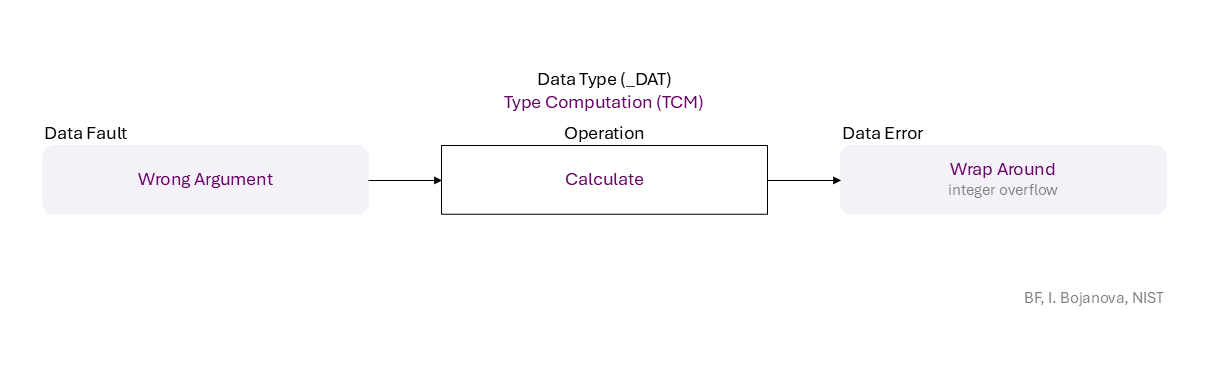 Data Type (_DAT)
Type Computation (TCM)
Data Fault
Operation
Data Error
Wrong Argument
Calculate
Wrap Around
integer overflow
BF, I. Bojanova, NIST